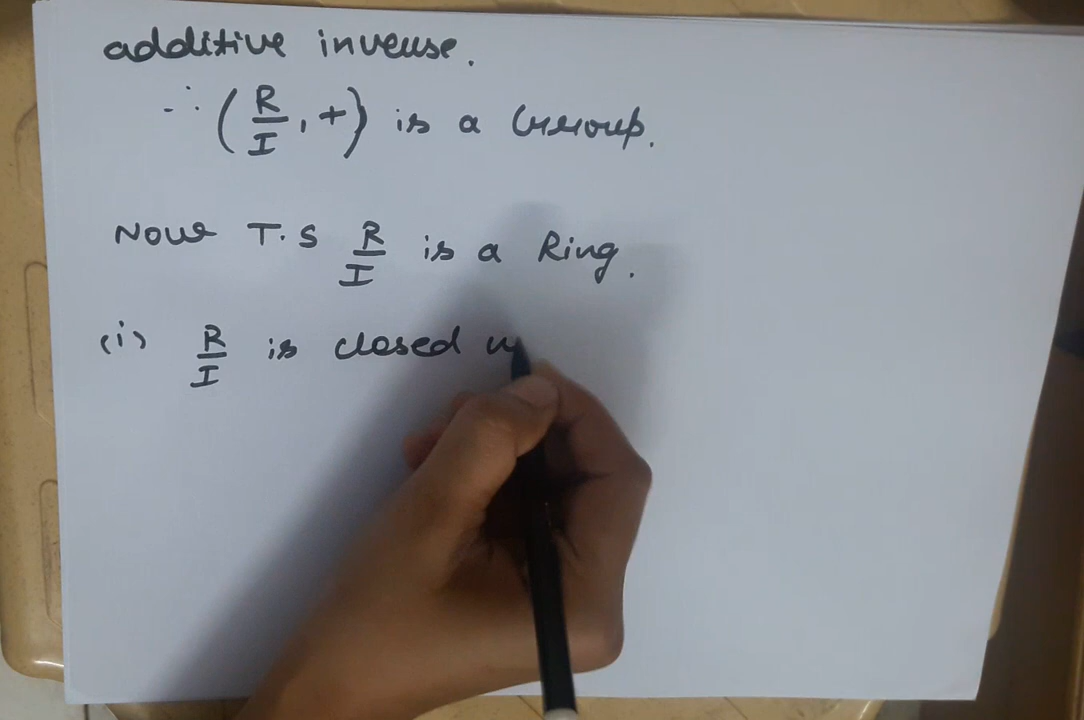 additive inverse.
∴ (R/I, +) is a Group.
Now T.S R/I is a Ring.
(i) R/I is closed